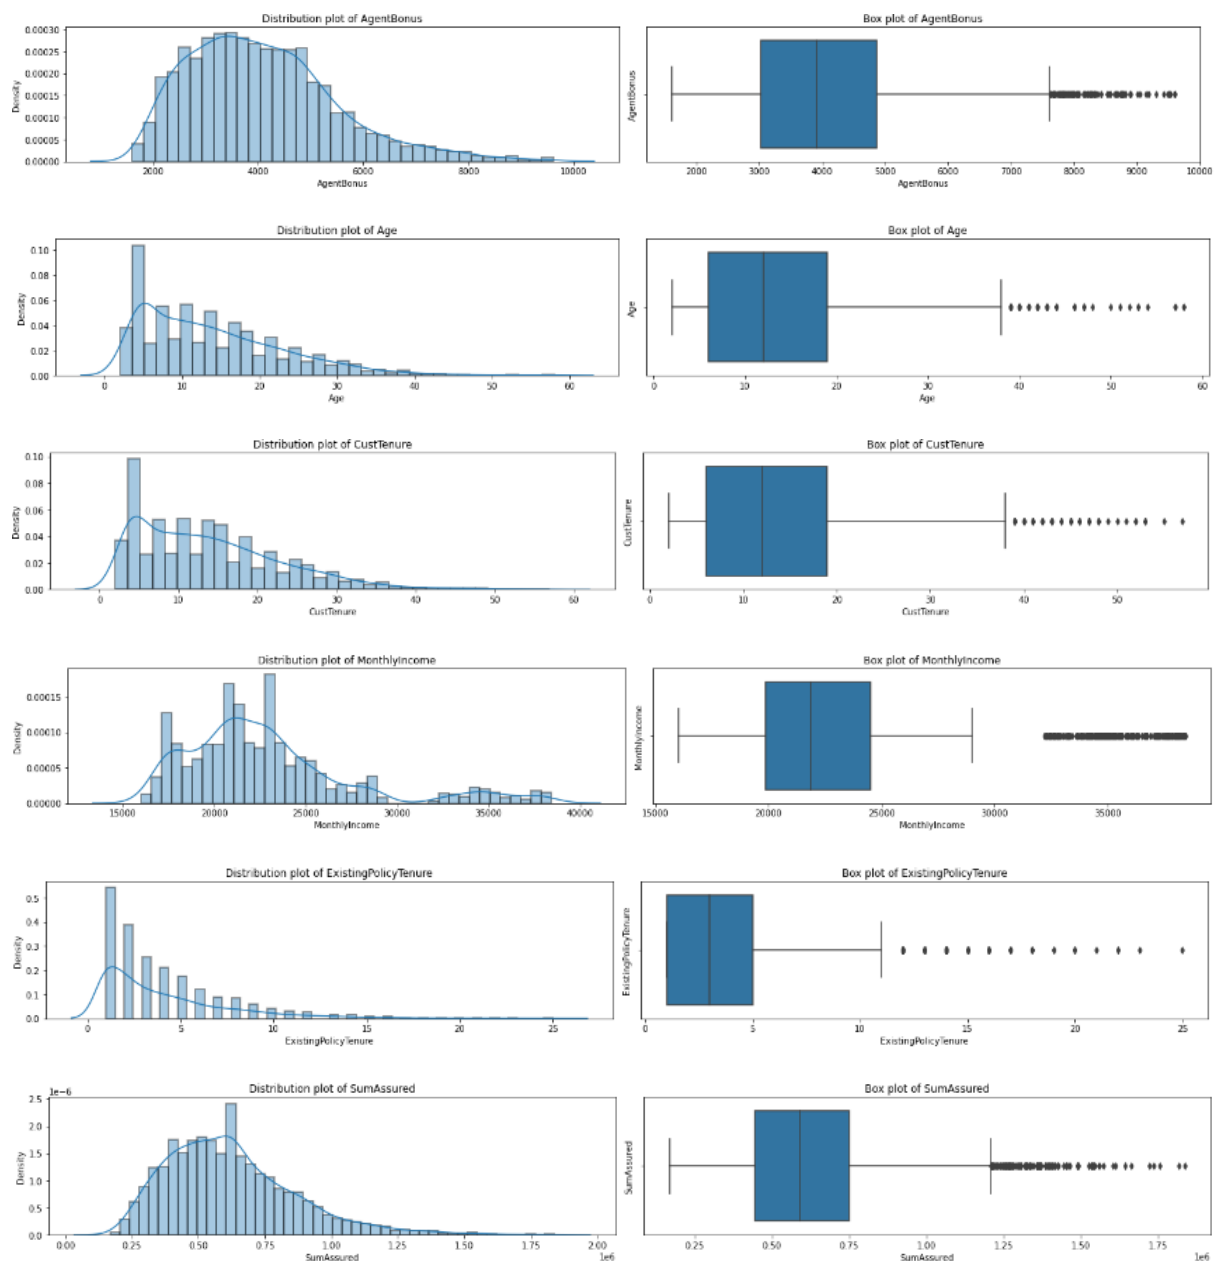 Distribution plot of AgentBonus
Density
0.00030
0.00025
0.00020
0.00015
0.00010
0.00005
0.00000
2000 4000 6000 8000 10000
AgentBonus
Box plot of AgentBonus
AgentBonus
2000 3000 4000 5000 6000 7000 8000 9000 10000
AgentBonus
Distribution plot of Age
Density
0.10
0.08
0.06
0.04
0.02
0.00
0 10 20 30 40 50 60
Age
Box plot of Age
Age
0 10 20 30 40 50 60
Age
Distribution plot of CustTenure
Density
0.10
0.08
0.06
0.04
0.02
0.00
0 10 20 30 40 50 60
CustTenure
Box plot of CustTenure
CustTenure
0 10 20 30 40 50
CustTenure
Distribution plot of MonthlyIncome
Density
0.00015
0.00010
0.00005
0.00000
15000 20000 25000 30000 35000 40000
MonthlyIncome
Box plot of MonthlyIncome
MonthlyIncome
15000 20000 25000 30000 35000
MonthlyIncome
Distribution plot of ExistingPolicyTenure
Density
0.5
0.4
0.3
0.2
0.1
0.0
0 5 10 15 20 25
ExistingPolicyTenure
Box plot of ExistingPolicyTenure
ExistingPolicyTenure
0 5 10 15 20 25
ExistingPolicyTenure
Distribution plot of SumAssured
1e-6
Density
2.5
2.0
1.5
1.0
0.5
0.0
0.00 0.25 0.50 0.75 1.00 1.25 1.50 1.75 2.00
1e6
SumAssured
Box plot of SumAssured
SumAssured
0.25 0.50 0.75 1.00 1.25 1.50 1.75
1e6
SumAssured